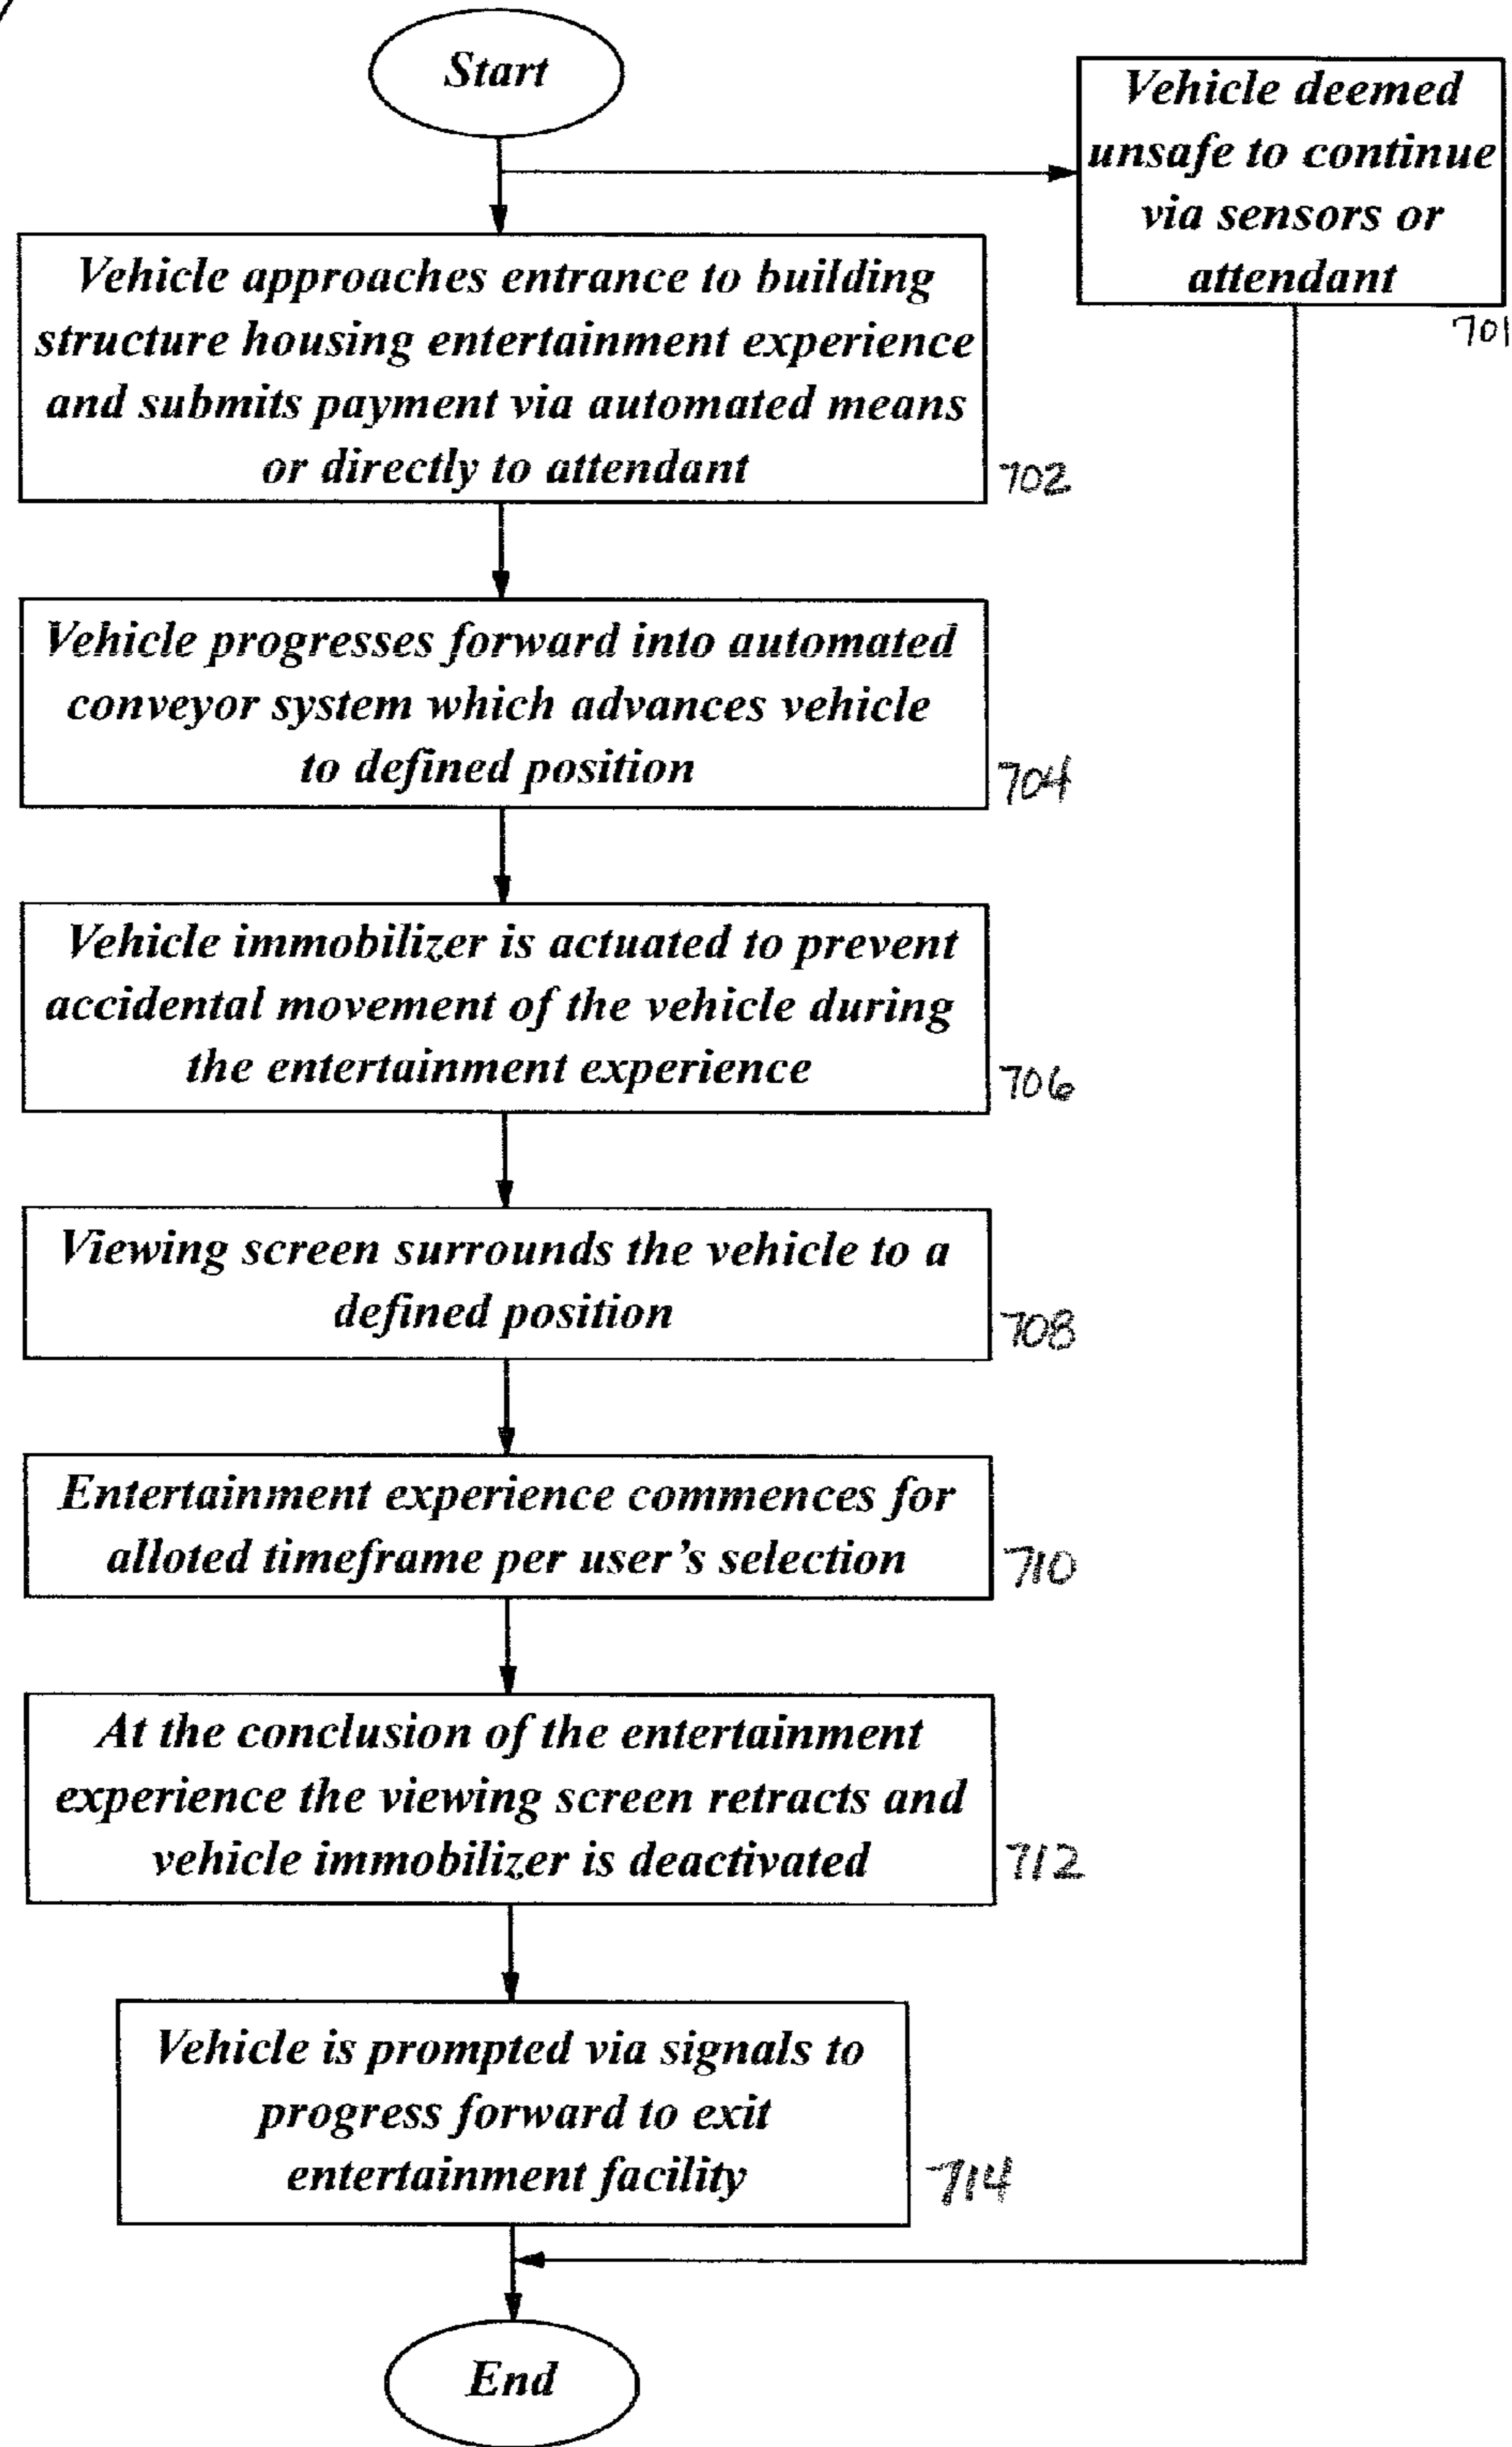 Start
Vehicle deemed
unsafe to continue
via sensors or
attendant
701
Vehicle approaches entrance to building
structure housing entertainment experience
and submits payment via automated means
or directly to attendant
702
Vehicle progresses forward into automated
conveyor system which advances vehicle
to defined position
704
Vehicle immobilizer is actuated to prevent
accidental movement of the vehicle during
the entertainment experience
706
Viewing screen surrounds the vehicle to a
defined position
708
Entertainment experience commences for
alloted timeframe per user's selection
710
At the conclusion of the entertainment
experience the viewing screen retracts and
vehicle immobilizer is deactivated
712
Vehicle is prompted via signals to
progress forward to exit
entertainment facility
714
End